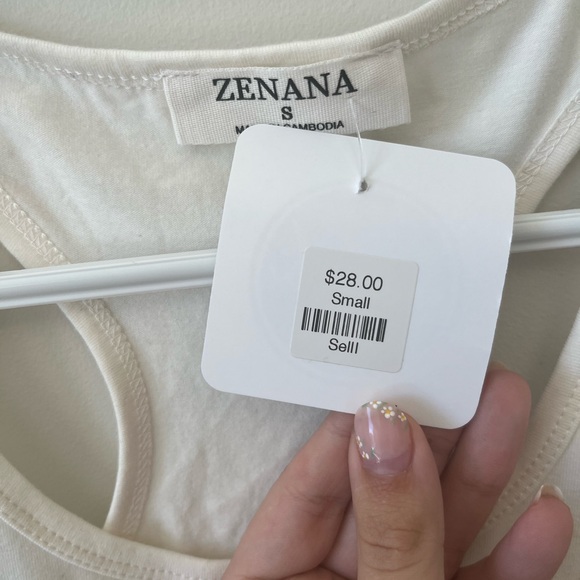 ZENANA
S
CAMBODIA
$28.00
Small
Selll